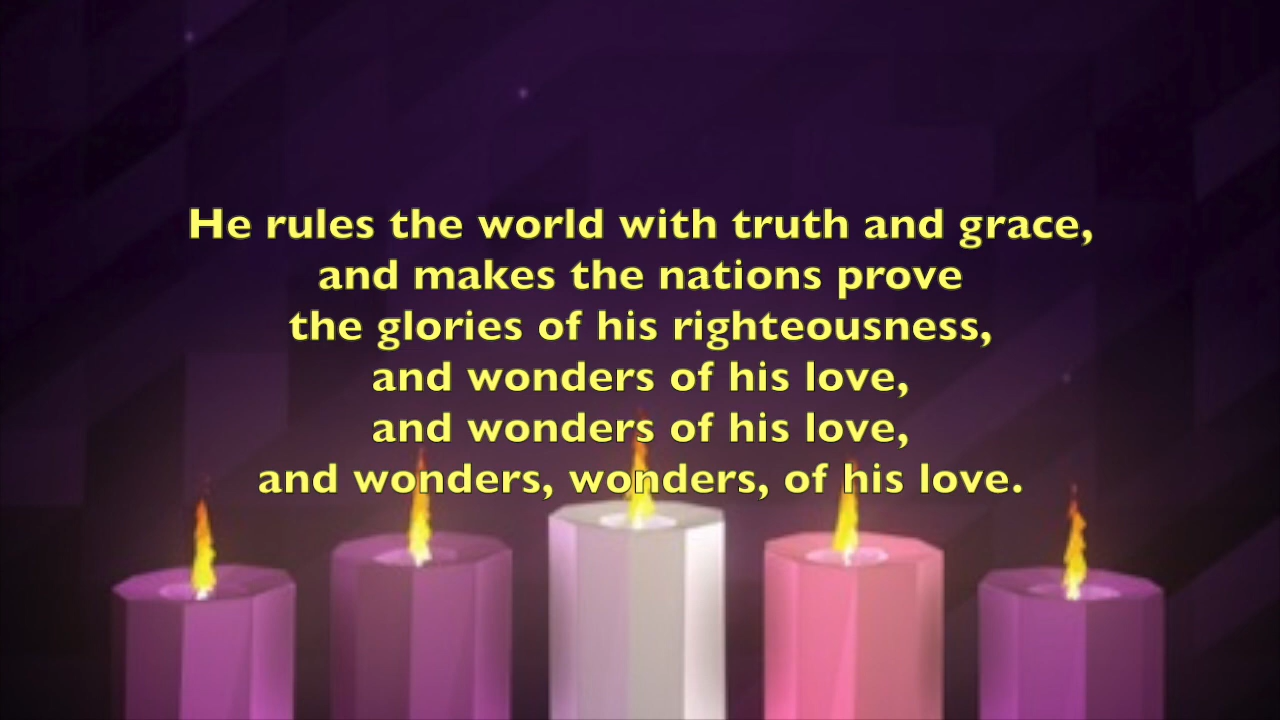 He rules the world with truth and grace,
and makes the nations prove
the glories of his righteousness,
and wonders of his love,
and wonders of his love,
and wonders, wonders, of his love.